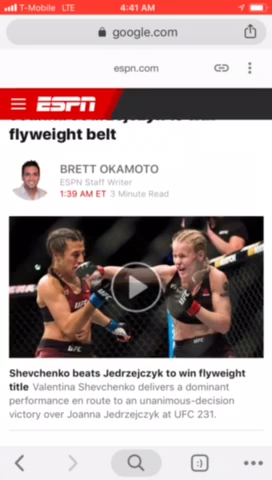 T-Mobile LTE 4:41 AM
google.com
espn.com
ESPN
flyweight belt
BRETT OKAMOTO
ESPN Staff Writer
1:39 AM ET 3 Minute Read
UFC
Shevchenko beats Jedrzejczyk to win flyweight
title Valentina Shevchenko delivers a dominant
performance en route to an unanimous-decision
victory over Joanna Jedrzejczyk at UFC 231.
:)